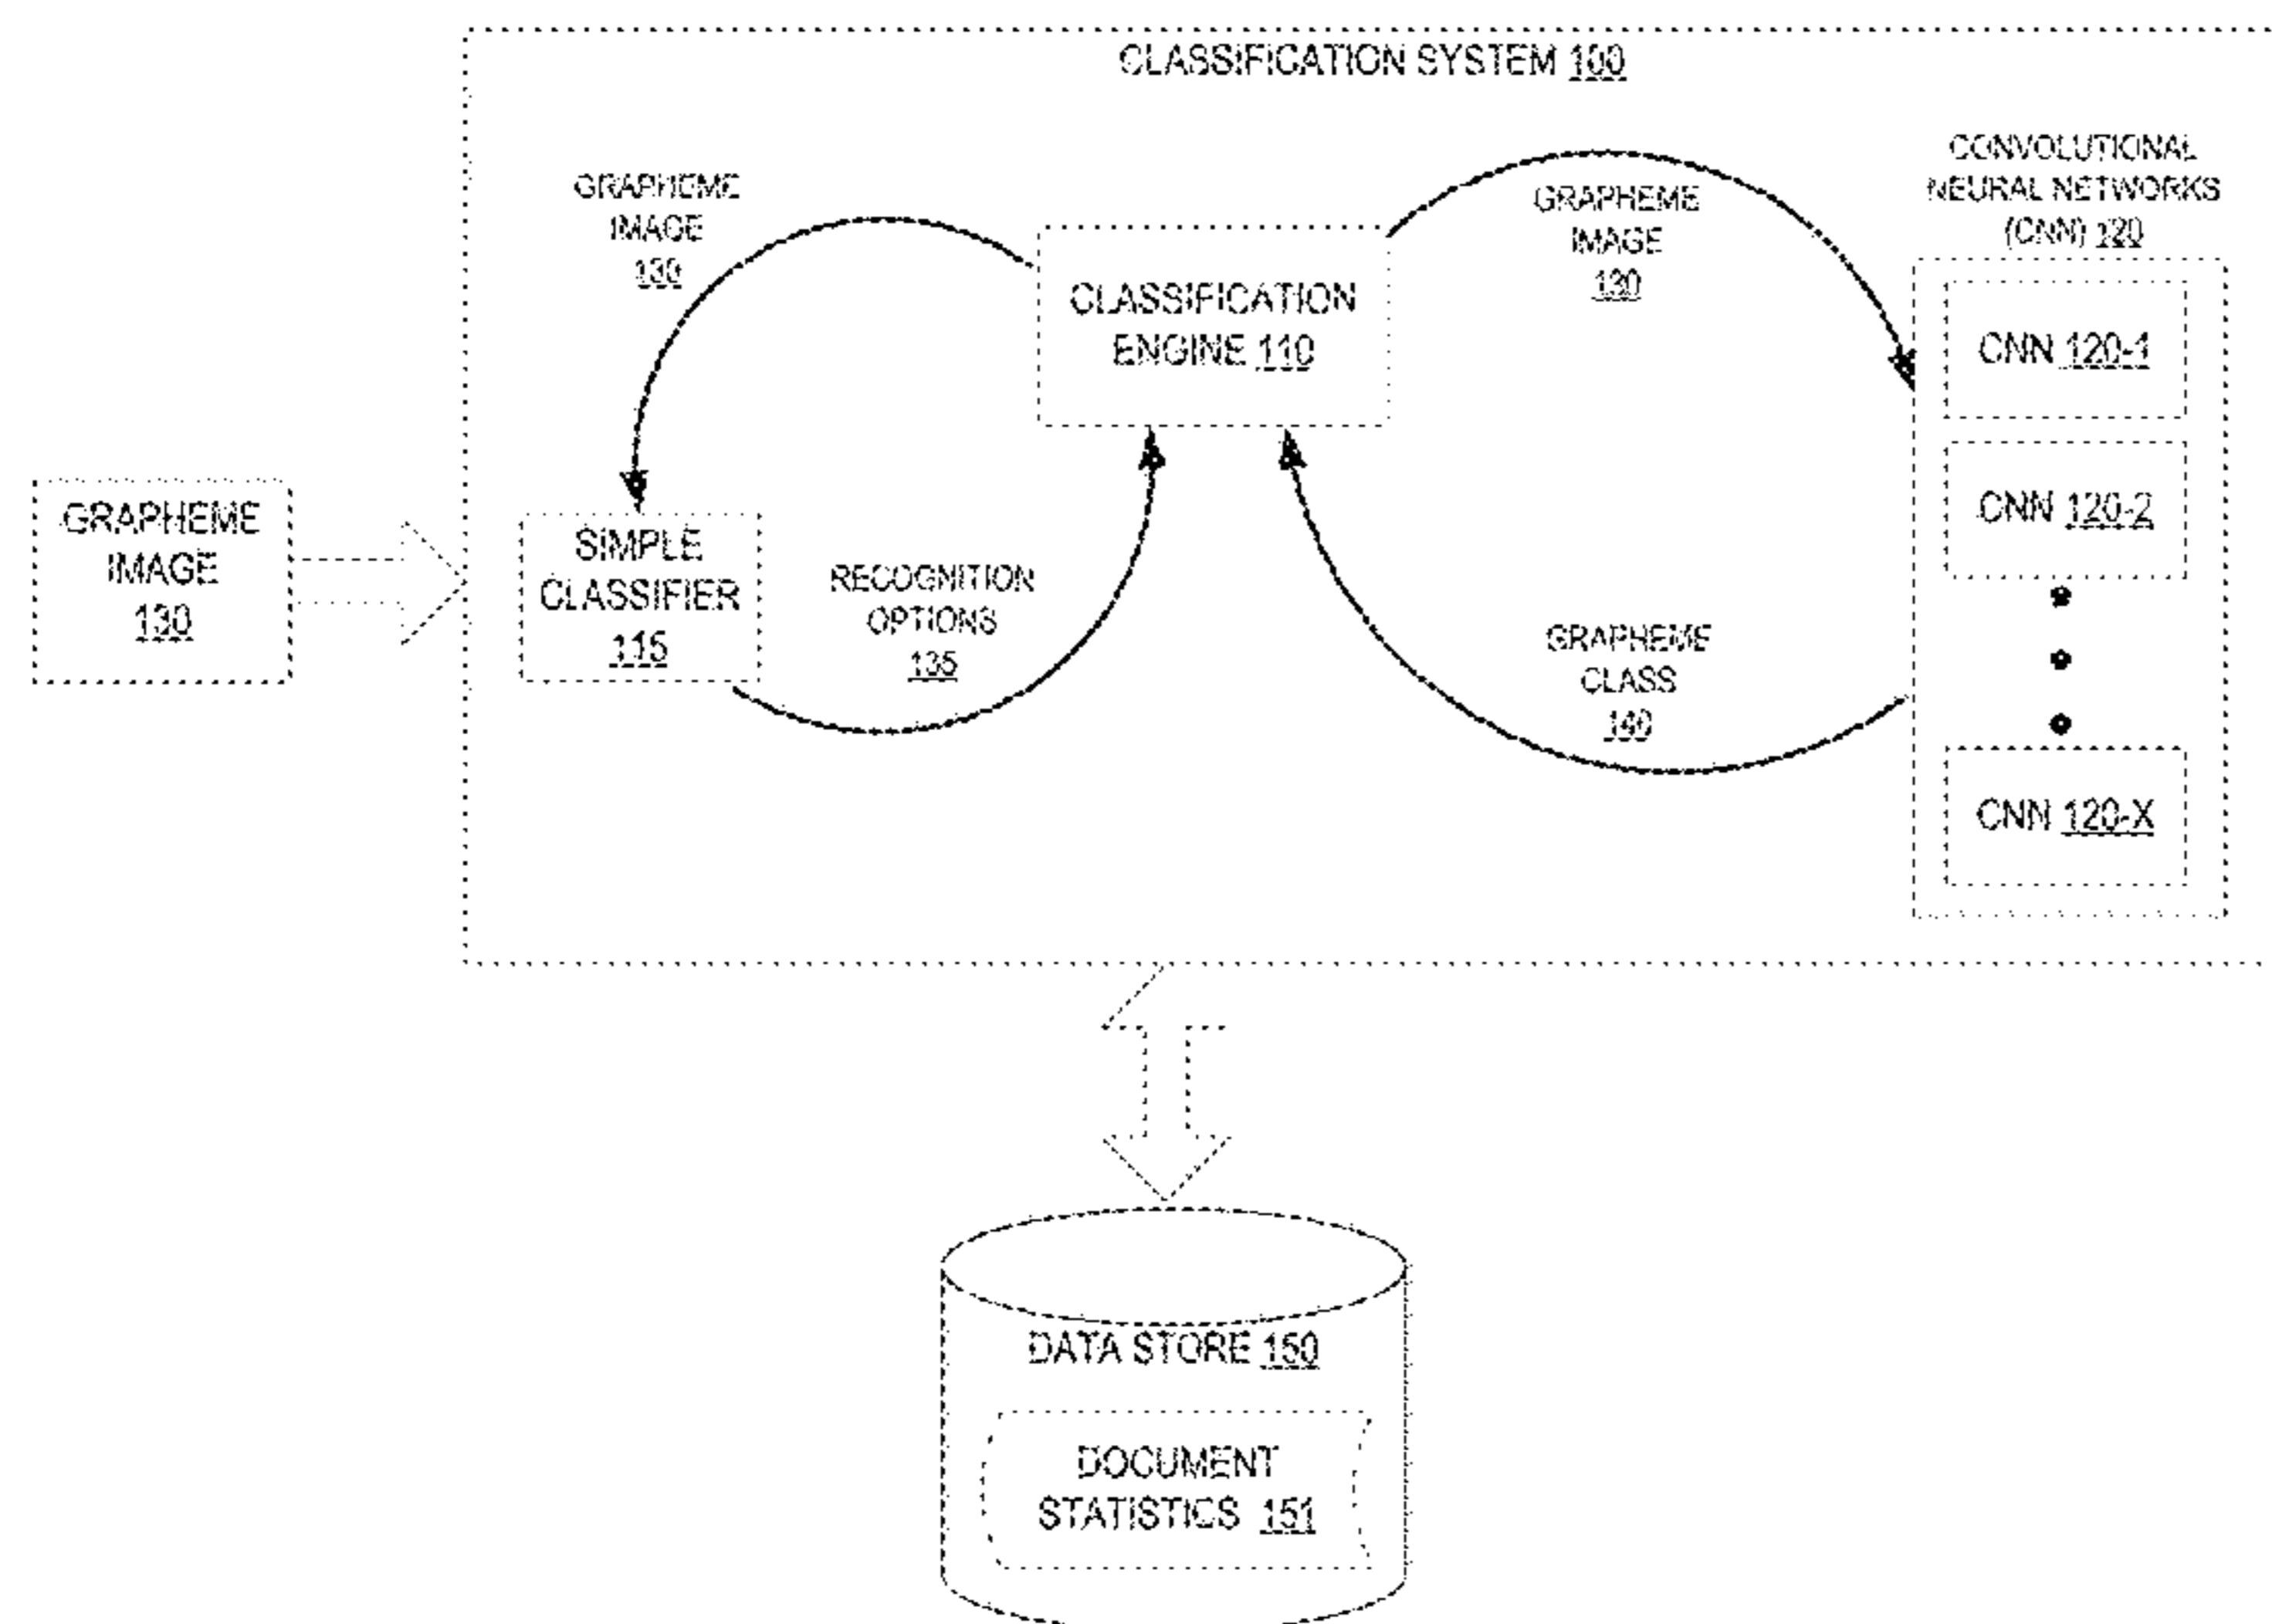 CLASSIFICATION SYSTEM 100
CONVOLUTIONAL
NEURAL NETWORKS
(CNN) 120
GRAPHEME
IMAGE
130
GRAPHEME
IMAGE
130
CLASSIFICATION
ENGINE 110
CNN 120-1
CNN 120-2
GRAPHEME
IMAGE
130
SIMPLE
CLASSIFIER
115
RECOGNITION
OPTIONS
135
GRAPHEME
CLASS
140
CNN 120-X
DATA STORE 150
DOCUMENT
STATISTICS 151